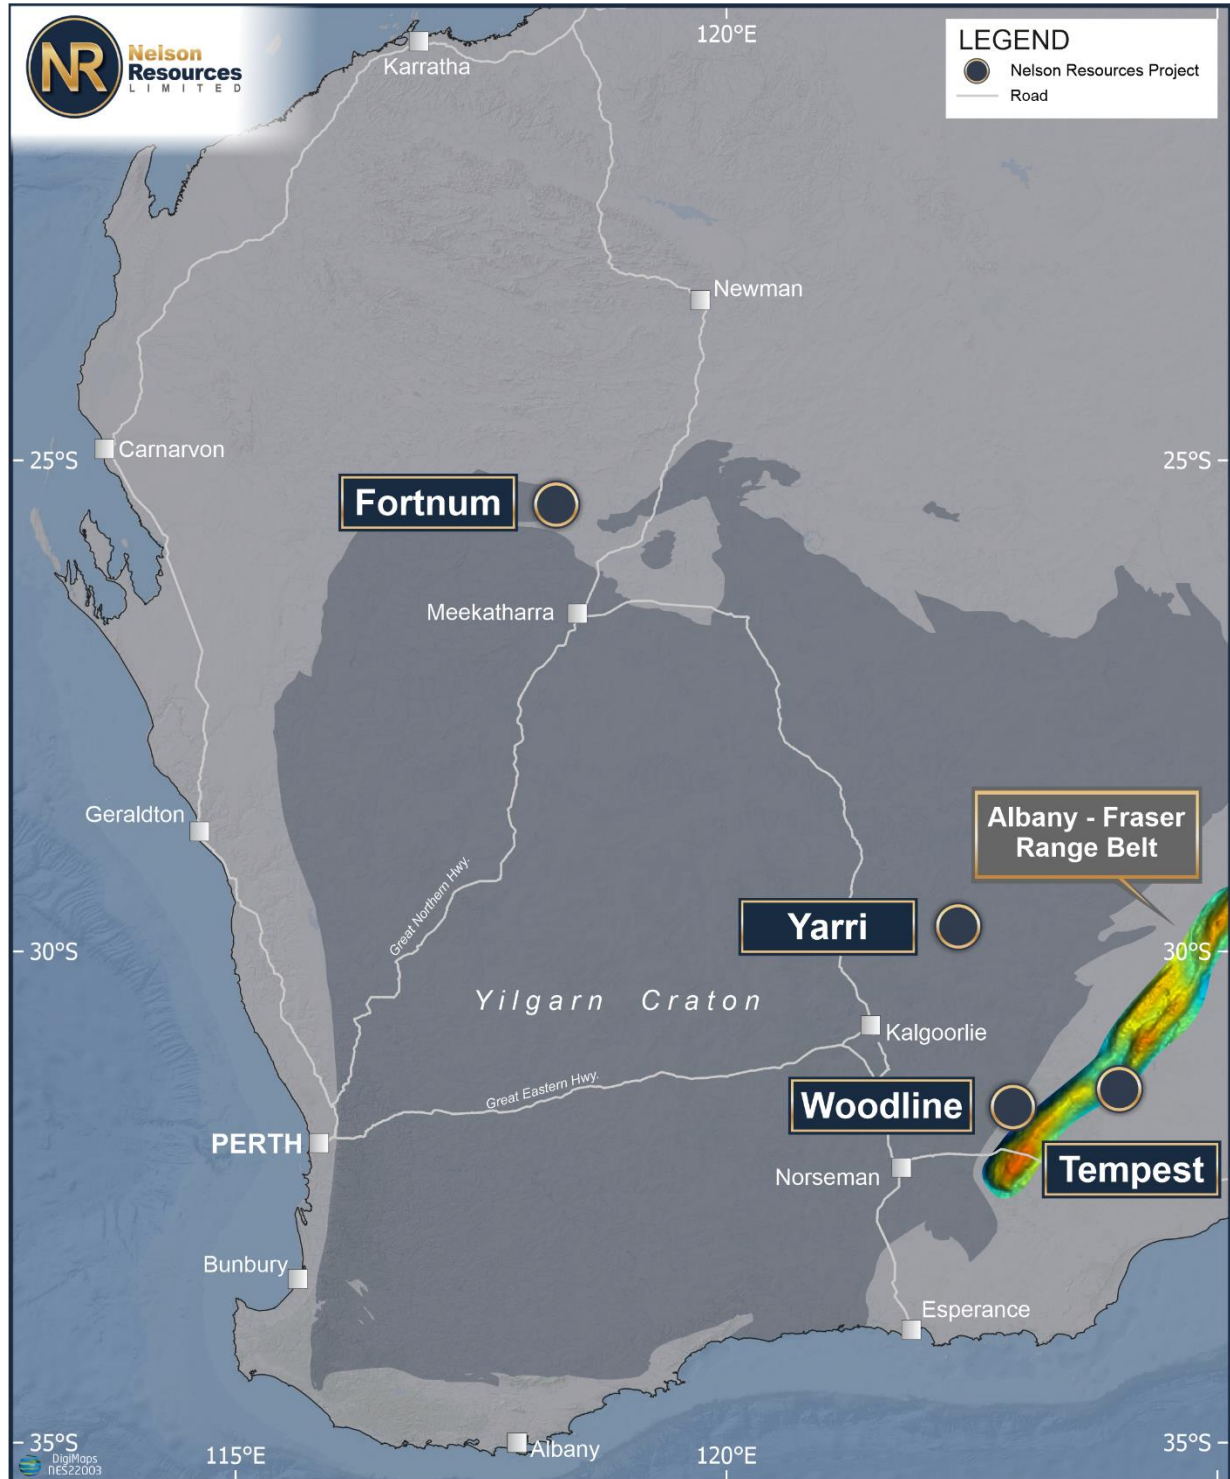 NR
Nelson
Resources
LIMITED
120°E
LEGEND
Nelson Resources Project
Road
Karratha
Newman
Carnarvon
25°S
25°S
Fortnum
Meekatharra
Geraldton
Albany - Fraser
Range Belt
Great Northern Hwy.
Yarri
30°S
30°S
Yilgarn Craton
Kalgoorlie
Great Eastern Hwy.
Woodline
PERTH
Norseman
Tempest
Bunbury
Esperance
35°S
35°S
115°E
120°E
Albany
DigiMaps
NES22003